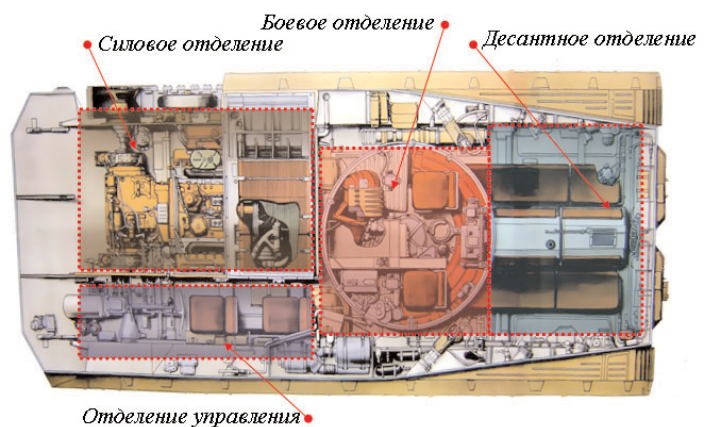 Боевое отделение
Силовое отделение
Десантное отделение
Отделение управления